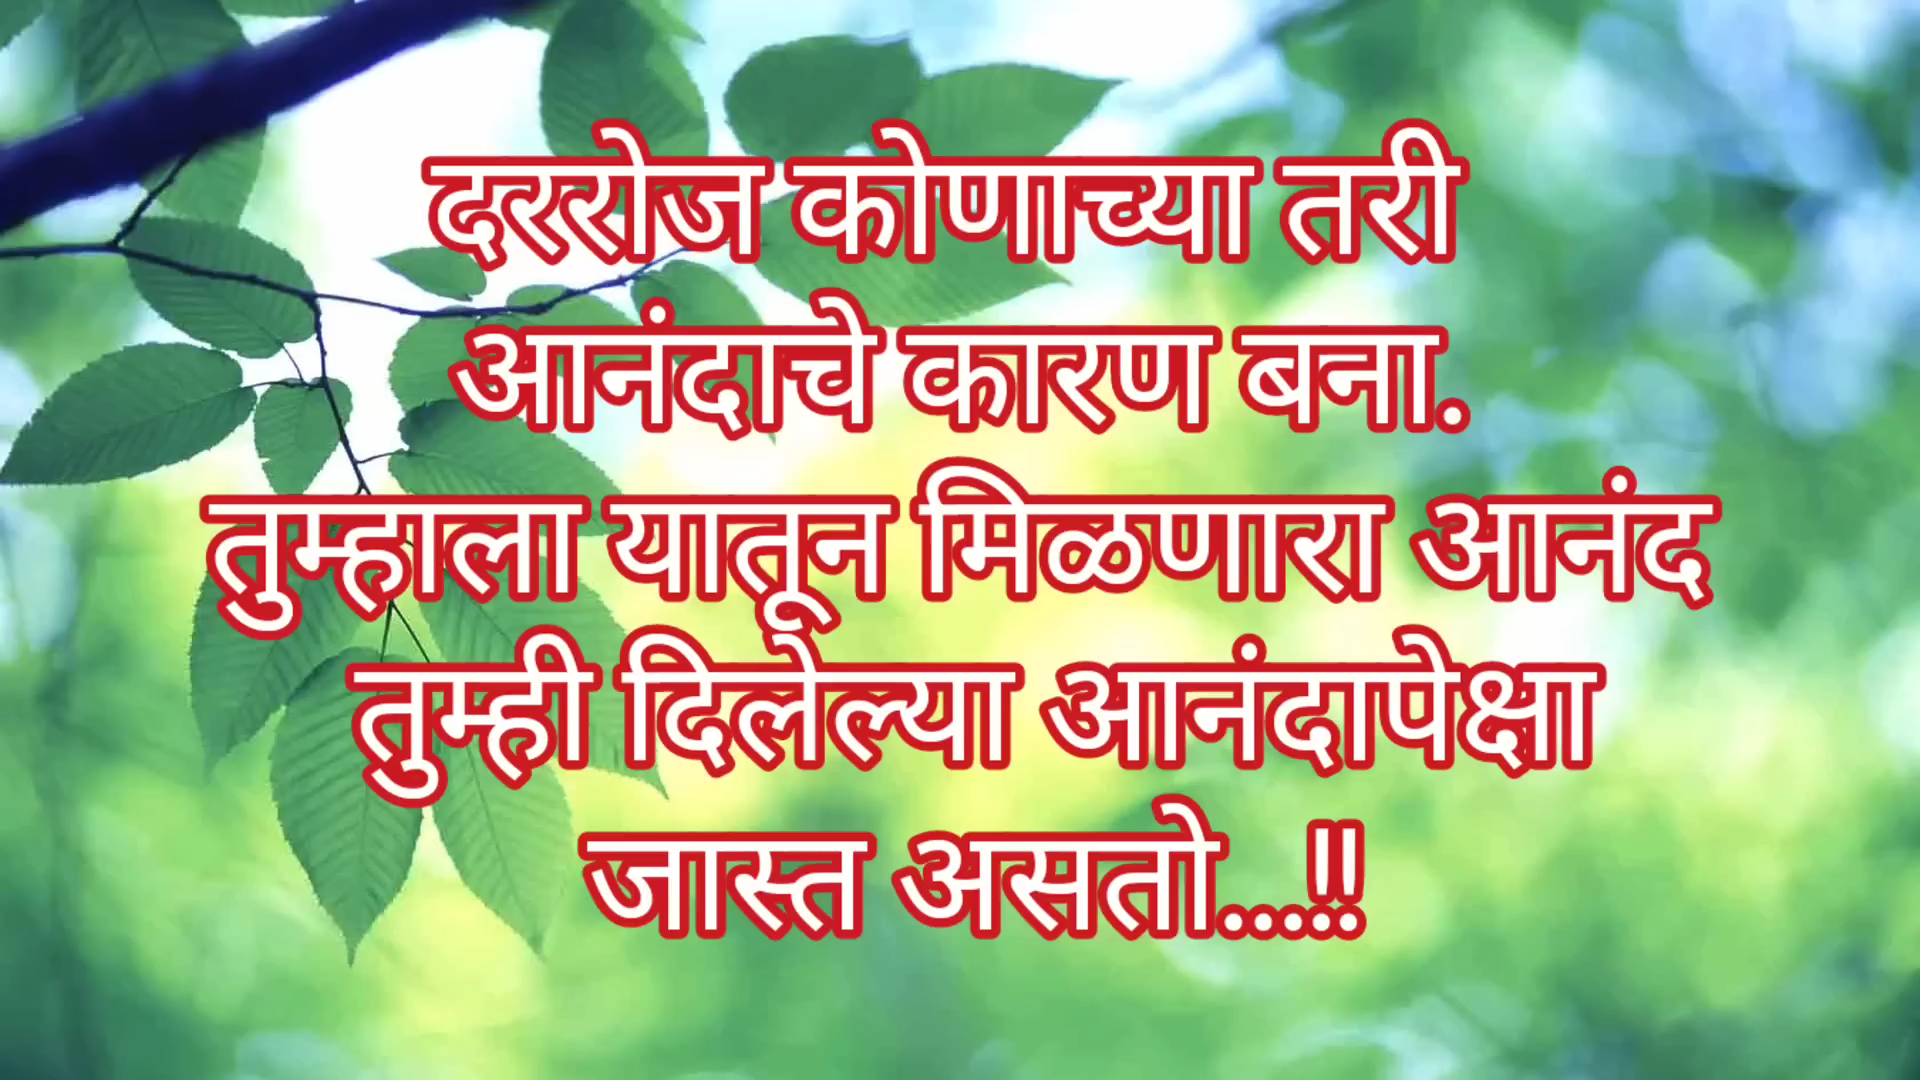 दररोज कोणाच्या तरी
आनंदाचे कारण बना.
तुम्हाला यातून मिळणारा आनंद
तुम्ही दिलेल्या आनंदापेक्षा
जास्त असतो...!!